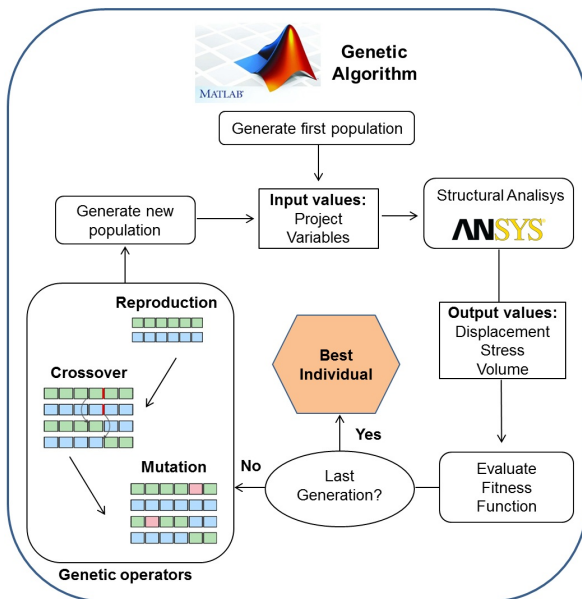 Genetic
Algorithm
MATLAB®
Generate first population
Generate new
population
Input values:
Project
Variables
Structural Analisys
ANSYS®
Reproduction
Crossover
Mutation
Genetic operators
Best
Individual
Output values:
Displacement
Stress
Volume
Yes
No
Last
Generation?
Evaluate
Fitness
Function